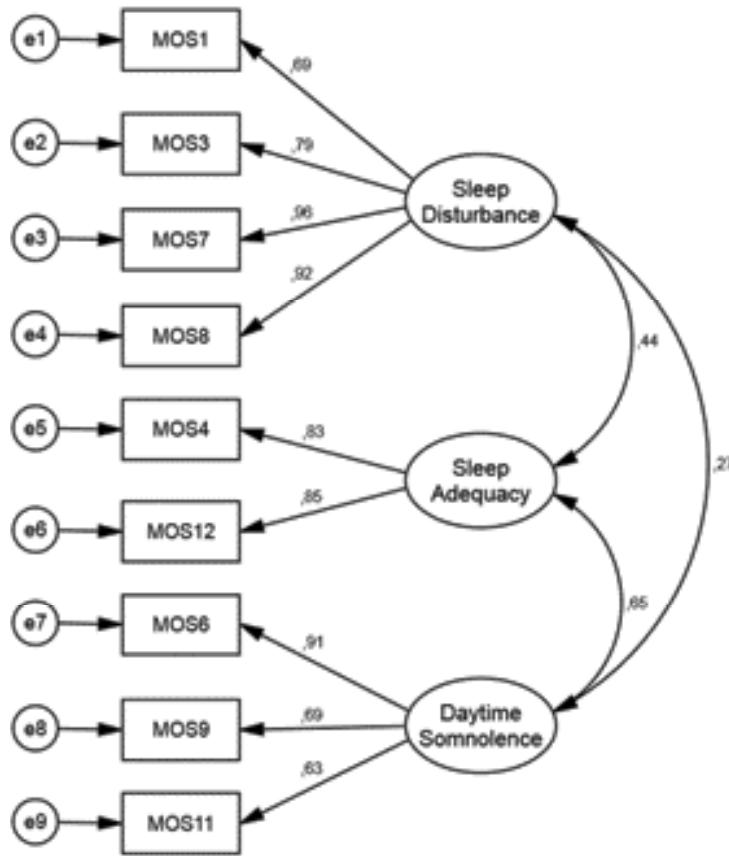 e1
MOS1
,69
e2
MOS3
,79
Sleep
Disturbance
e3
MOS7
,96
,92
e4
MOS8
,44
e5
MOS4
,83
Sleep
Adequacy
,27
e6
MOS12
,85
e7
MOS6
,65
,91
e8
MOS9
,69
Daytime
Somnolence
,63
e9
MOS11